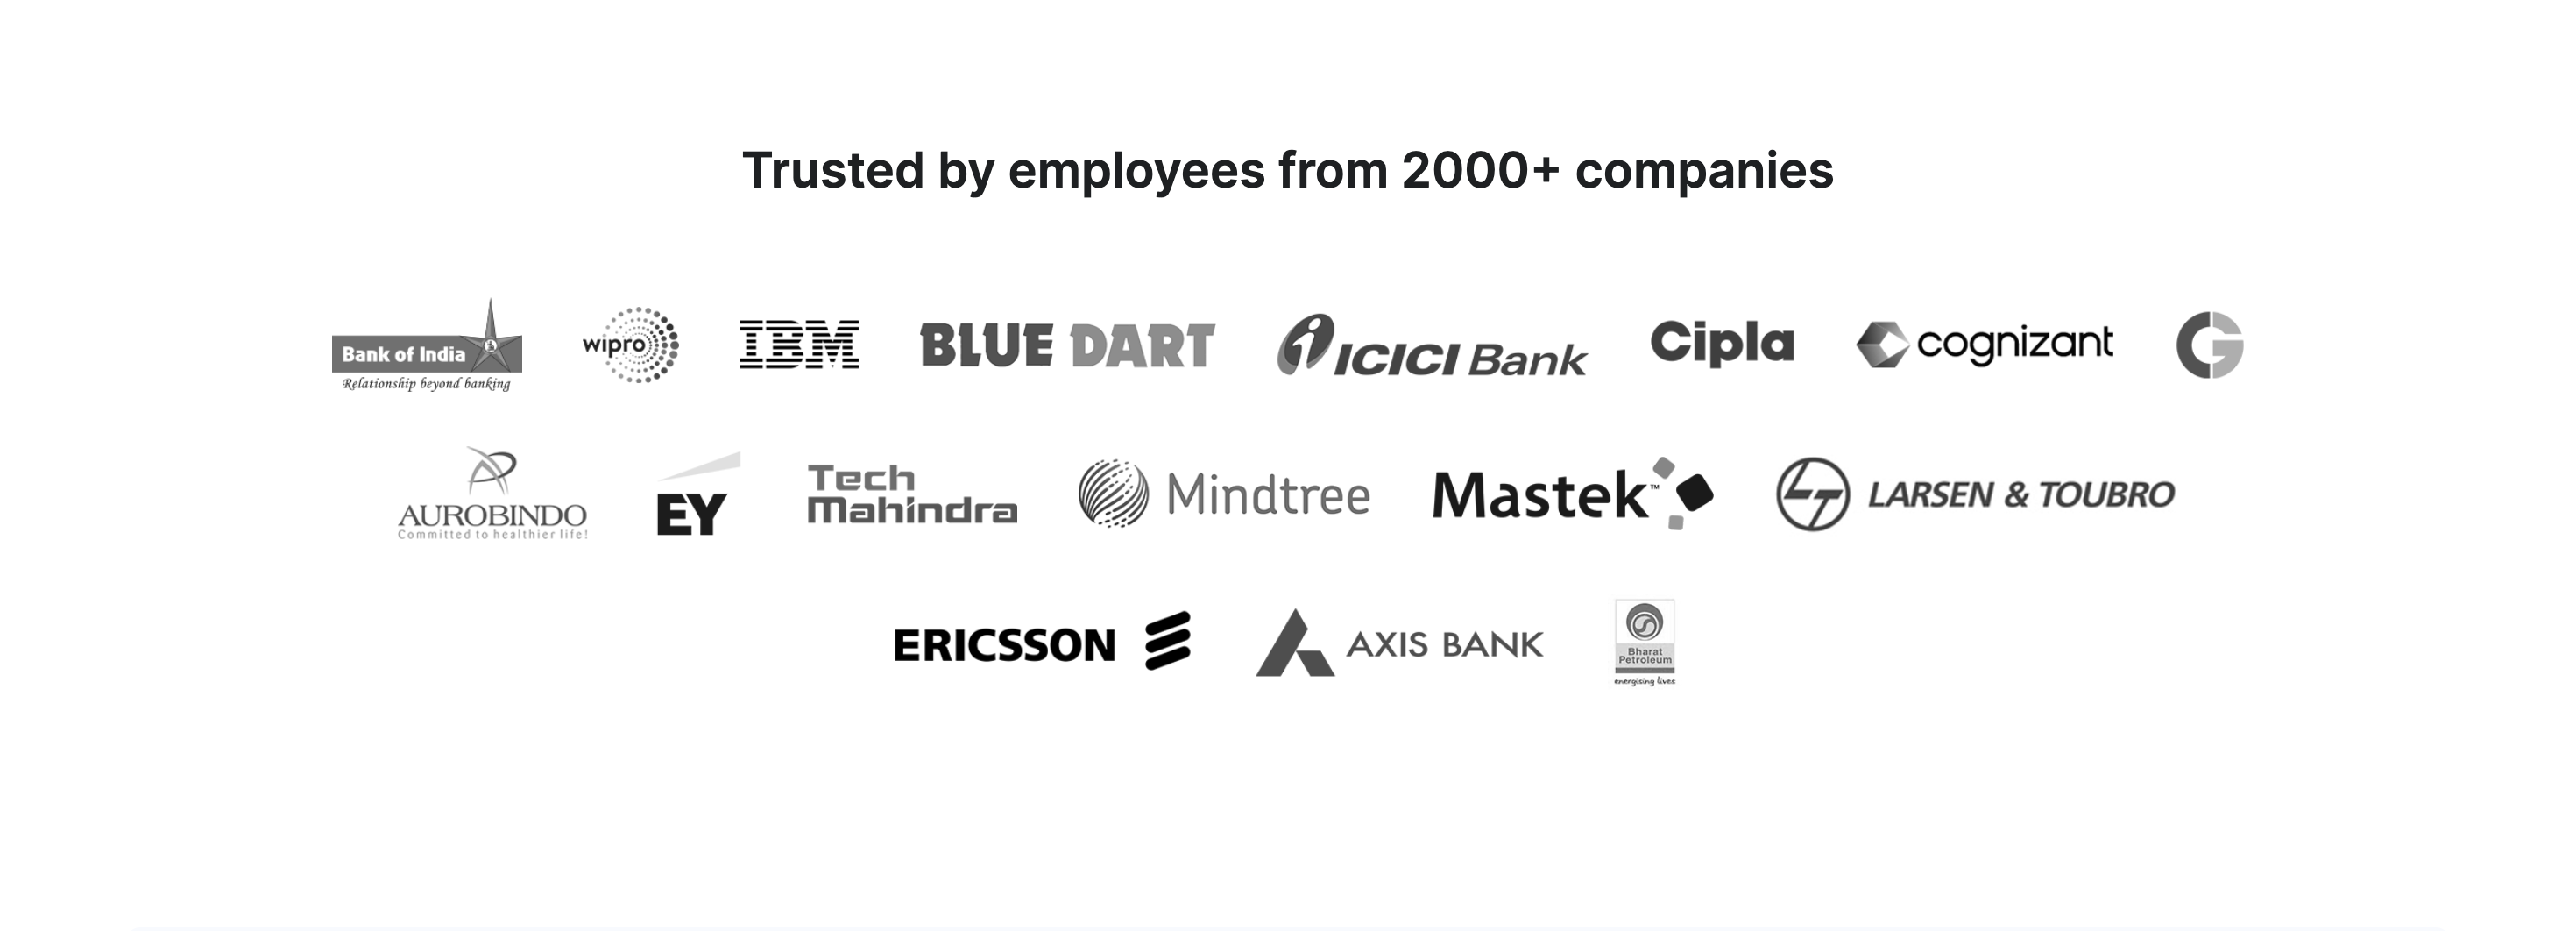 Trusted by employees from 2000+ companies
Bank of India
Relationship beyond banking
wipro
IBM
BLUE DART
ICICI Bank
Cipla
cognizant
G
AUROBINDO
Committed to healthier life!
EY
Tech
Mahindra
Mindtree
Mastek™
LARSEN & TOUBRO
ERICSSON
AXIS BANK
Bharat
Petroleum
energising lives